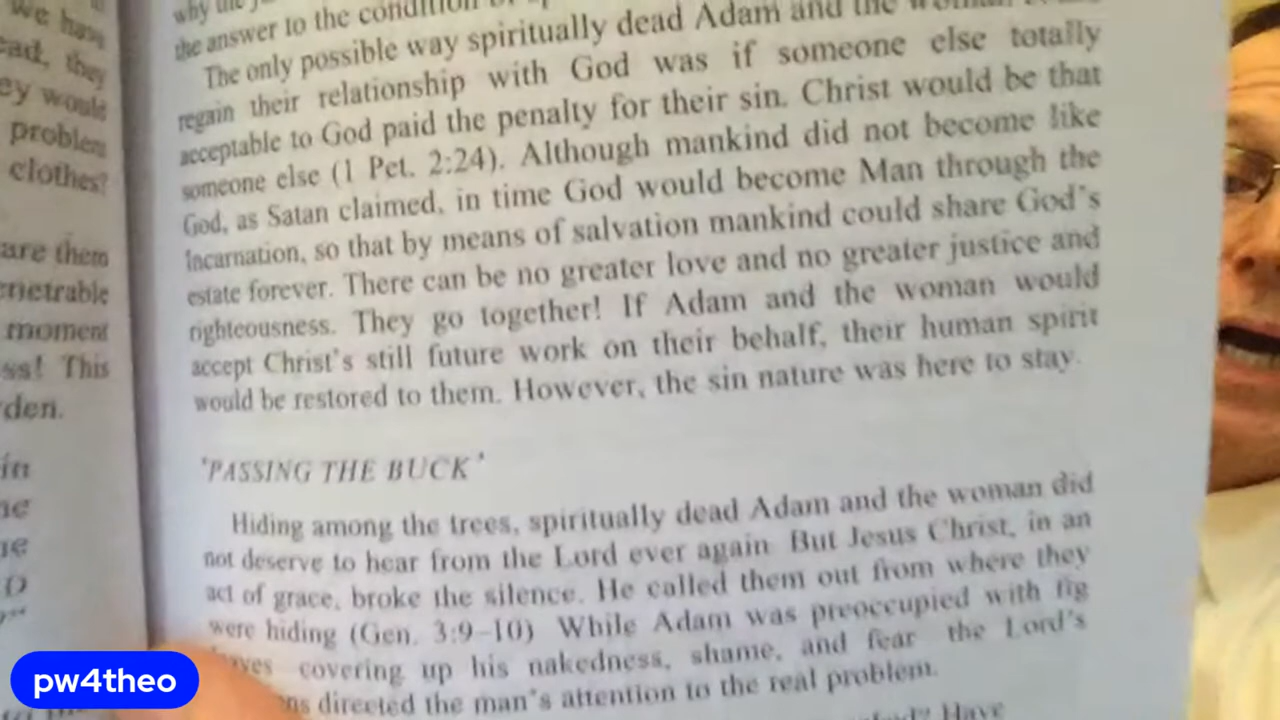 we have
ead, they
ey would
problem
clothes?
are them
enetrable
moment
ss! This
den.
in
ne
D
why the
the answer to the condition
The only possible way spiritually dead Adam and the woman
regain their relationship with God was if someone else totally
acceptable to God paid the penalty for their sin. Christ would be that
someone else (1 Pet. 2:24). Although mankind did not become like
God, as Satan claimed, in time God would become Man through the
Incarnation, so that by means of salvation mankind could share God's
estate forever. There can be no greater love and no greater justice and
righteousness. They go together! If Adam and the woman would
accept Christ's still future work on their behalf, their human spirit
would be restored to them. However, the sin nature was here to stay.
'PASSING THE BUCK'
Hiding among the trees, spiritually dead Adam and the woman did
not deserve to hear from the Lord ever again. But Jesus Christ, in an
act of grace, broke the silence. He called them out from where they
were hiding (Gen. 3:9–10). While Adam was preoccupied with fig
aves covering up his nakedness, shame, and fear the Lord's
ns directed the man's attention to the real problem.
Have
pw4theo